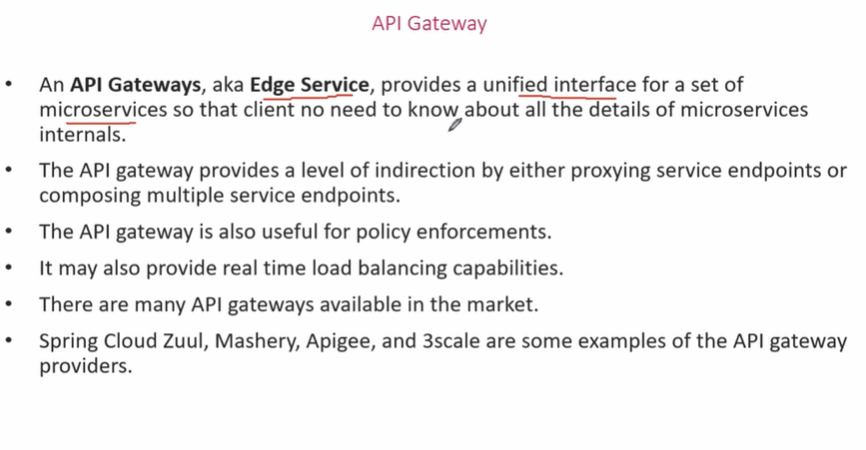 API Gateway
• An API Gateways, aka Edge Service, provides a unified interface for a set of
microservices so that client no need to know about all the details of microservices
internals.
• The API gateway provides a level of indirection by either proxying service endpoints or
composing multiple service endpoints.
• The API gateway is also useful for policy enforcements.
• It may also provide real time load balancing capabilities.
• There are many API gateways available in the market.
• Spring Cloud Zuul, Mashery, Apigee, and 3scale are some examples of the API gateway
providers.